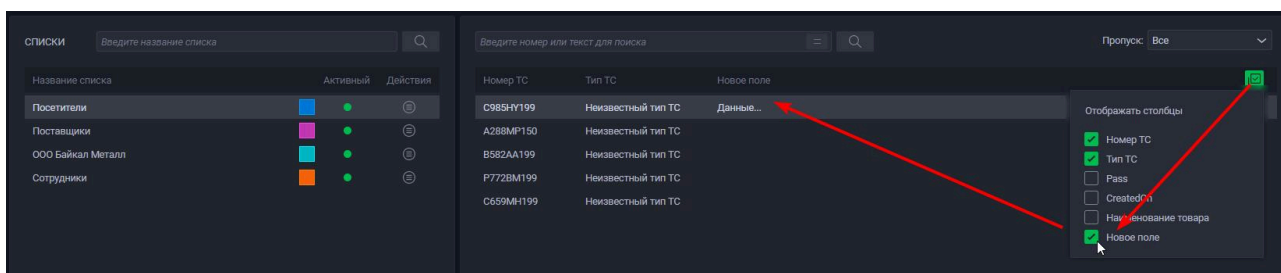 СПИСКИ
Введите название списка
Название списка Активный Действия
Посетители
Поставщики
ООО Байкал Металл
Сотрудники
Введите номер или текст для поиска =
Пропуск: Все
Номер ТС Тип ТС Новое поле
C985HY199 Неизвестный тип ТС Данные...
A288MP150 Неизвестный тип ТС
B582AA199 Неизвестный тип ТС
P772BM199 Неизвестный тип ТС
C659MH199 Неизвестный тип ТС
Отображать столбцы
Номер ТС
Тип ТС
Pass
CreatedOn
Наименование товара
Новое поле